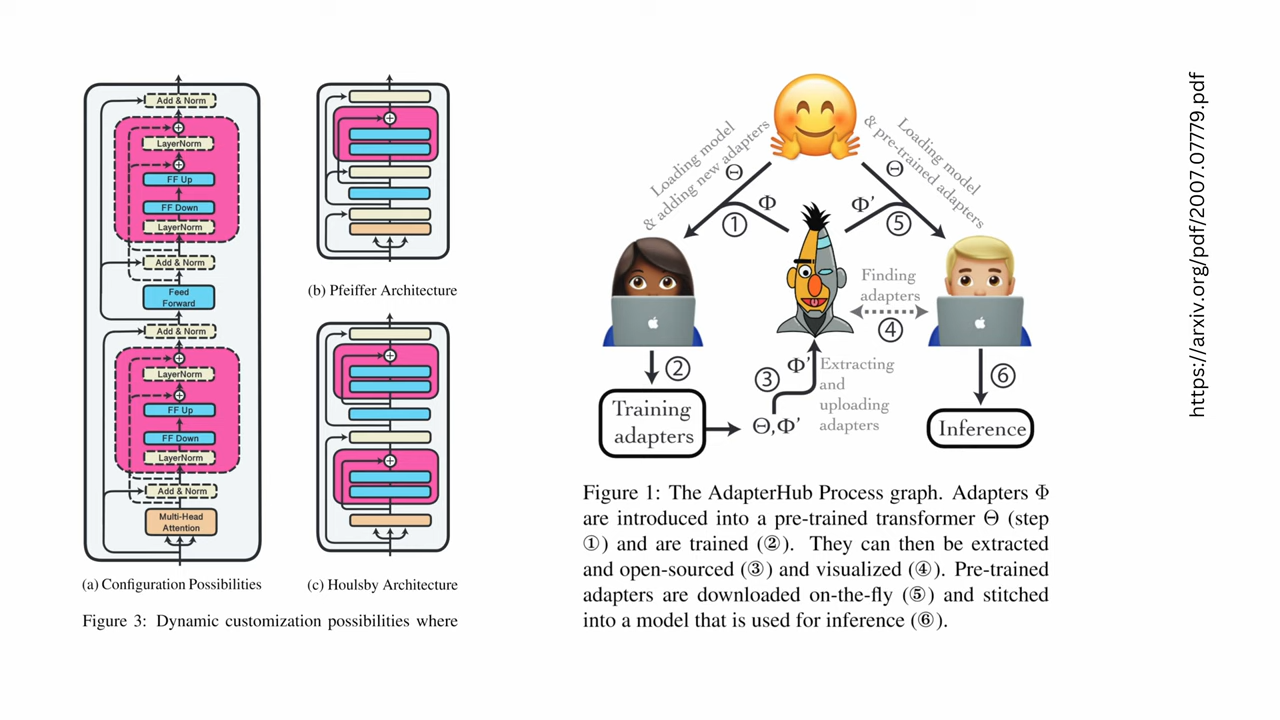 Add & Norm
LayerNorm
FF Up
FF Down
LayerNorm
Add & Norm
Feed
Forward
Add & Norm
LayerNorm
FF Up
FF Down
LayerNorm
Add & Norm
Multi-Head
Attention
(a) Configuration Possibilities
(b) Pfeiffer Architecture
(c) Houlsby Architecture
Figure 3: Dynamic customization possibilities where
Loading model
& adding new adapters
Θ
Φ
①
Loading model
& pre-trained adapters
Θ
Φ'
⑤
Finding
adapters
④
②
Training
adapters
Θ,Φ'
③
Φ'
Extracting
and
uploading
adapters
⑥
Inference
Figure 1: The AdapterHub Process graph. Adapters Φ
are introduced into a pre-trained transformer Θ (step
①) and are trained (②). They can then be extracted
and open-sourced (③) and visualized (④). Pre-trained
adapters are downloaded on-the-fly (⑤) and stitched
into a model that is used for inference (⑥).
https://arxiv.org/pdf/2007.07779.pdf